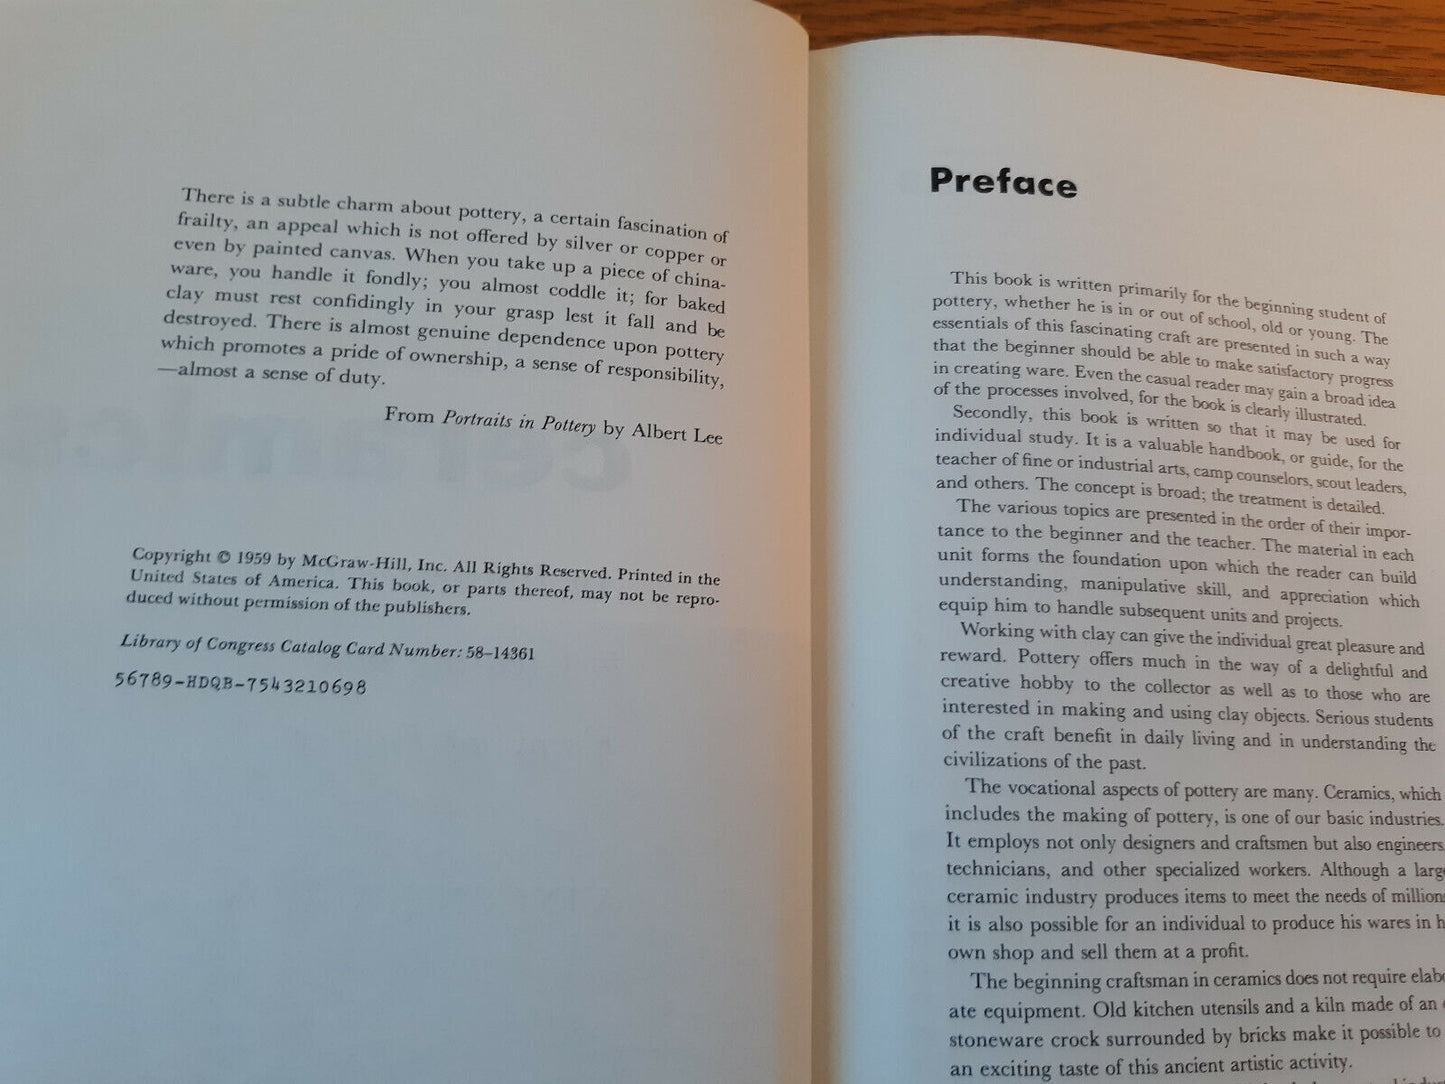 There is a subtle charm about pottery, a certain fascination of
frailty, an appeal which is not offered by silver or copper or
even by painted canvas. When you take up a piece of china-
ware, you handle it fondly; you almost coddle it; for baked
clay must rest confidingly in your grasp lest it fall and be
destroyed. There is almost genuine dependence upon pottery
which promotes a pride of ownership, a sense of responsibility,
—almost a sense of duty.
From Portraits in Pottery by Albert Lee
Copyright © 1959 by McGraw-Hill, Inc. All Rights Reserved. Printed in the
United States of America. This book, or parts thereof, may not be repro-
duced without permission of the publishers.
Library of Congress Catalog Card Number: 58–14361
56789-HDQB-7543210698
Preface
This book is written primarily for the beginning student of
pottery, whether he is in or out of school, old or young. The
essentials of this fascinating craft are presented in such a way
that the beginner should be able to make satisfactory progress
in creating ware. Even the casual reader may gain a broad idea
of the processes involved, for the book is clearly illustrated.
Secondly, this book is written so that it may be used for
individual study. It is a valuable handbook, or guide, for the
teacher of fine or industrial arts, camp counselors, scout leaders,
and others. The concept is broad; the treatment is detailed.
The various topics are presented in the order of their impor-
tance to the beginner and the teacher. The material in each
unit forms the foundation upon which the reader can build
understanding, manipulative skill, and appreciation which
equip him to handle subsequent units and projects.
Working with clay can give the individual great pleasure and
reward. Pottery offers much in the way of a delightful and
creative hobby to the collector as well as to those who are
interested in making and using clay objects. Serious students
of the craft benefit in daily living and in understanding the
civilizations of the past.
The vocational aspects of pottery are many. Ceramics, which
includes the making of pottery, is one of our basic industries.
It employs not only designers and craftsmen but also engineers,
technicians, and other specialized workers. Although a large
ceramic industry produces items to meet the needs of millions
it is also possible for an individual to produce his wares in h
own shop and sell them at a profit.
The beginning craftsman in ceramics does not require elabo
ate equipment. Old kitchen utensils and a kiln made of an
stoneware crock surrounded by bricks make it possible to
an exciting taste of this ancient artistic activity.